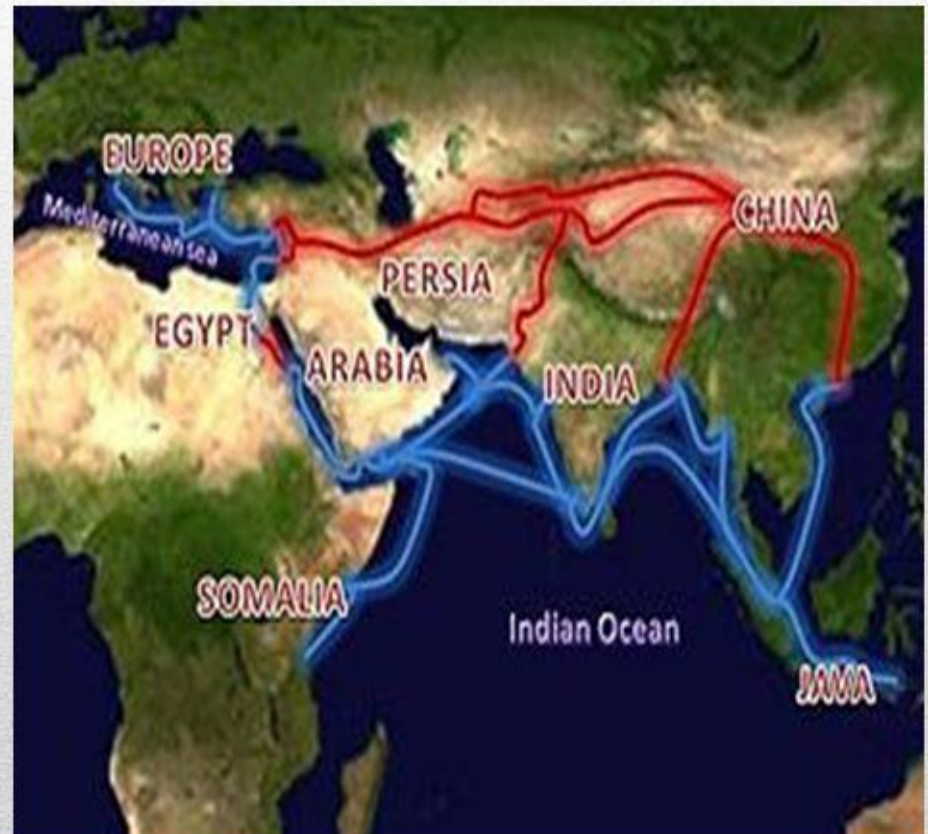 EUROPE
Mediterranean sea
CHINA
PERSIA
EGYPT
ARABIA
INDIA
SOMALIA
Indian Ocean
JAVA